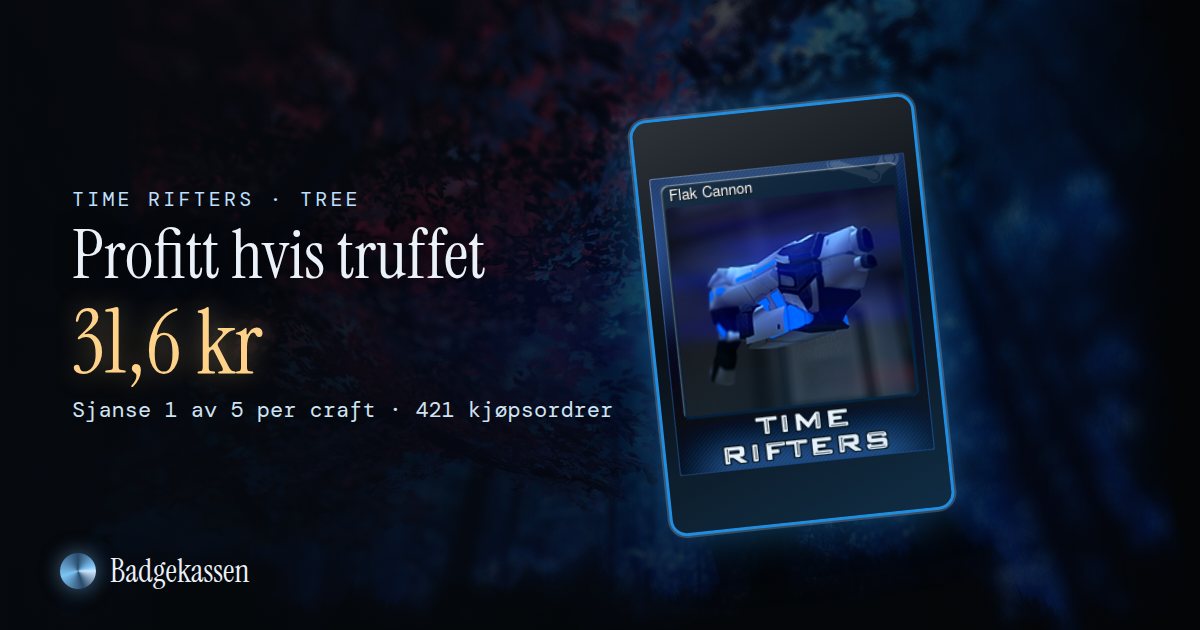 TIME RIFTERS · TREE
Profitt hvis truffet
31,6 kr
Sjanse 1 av 5 per craft · 421 kjøpsordrer
Flak Cannon
TIME
RIFTERS
Badgekassen